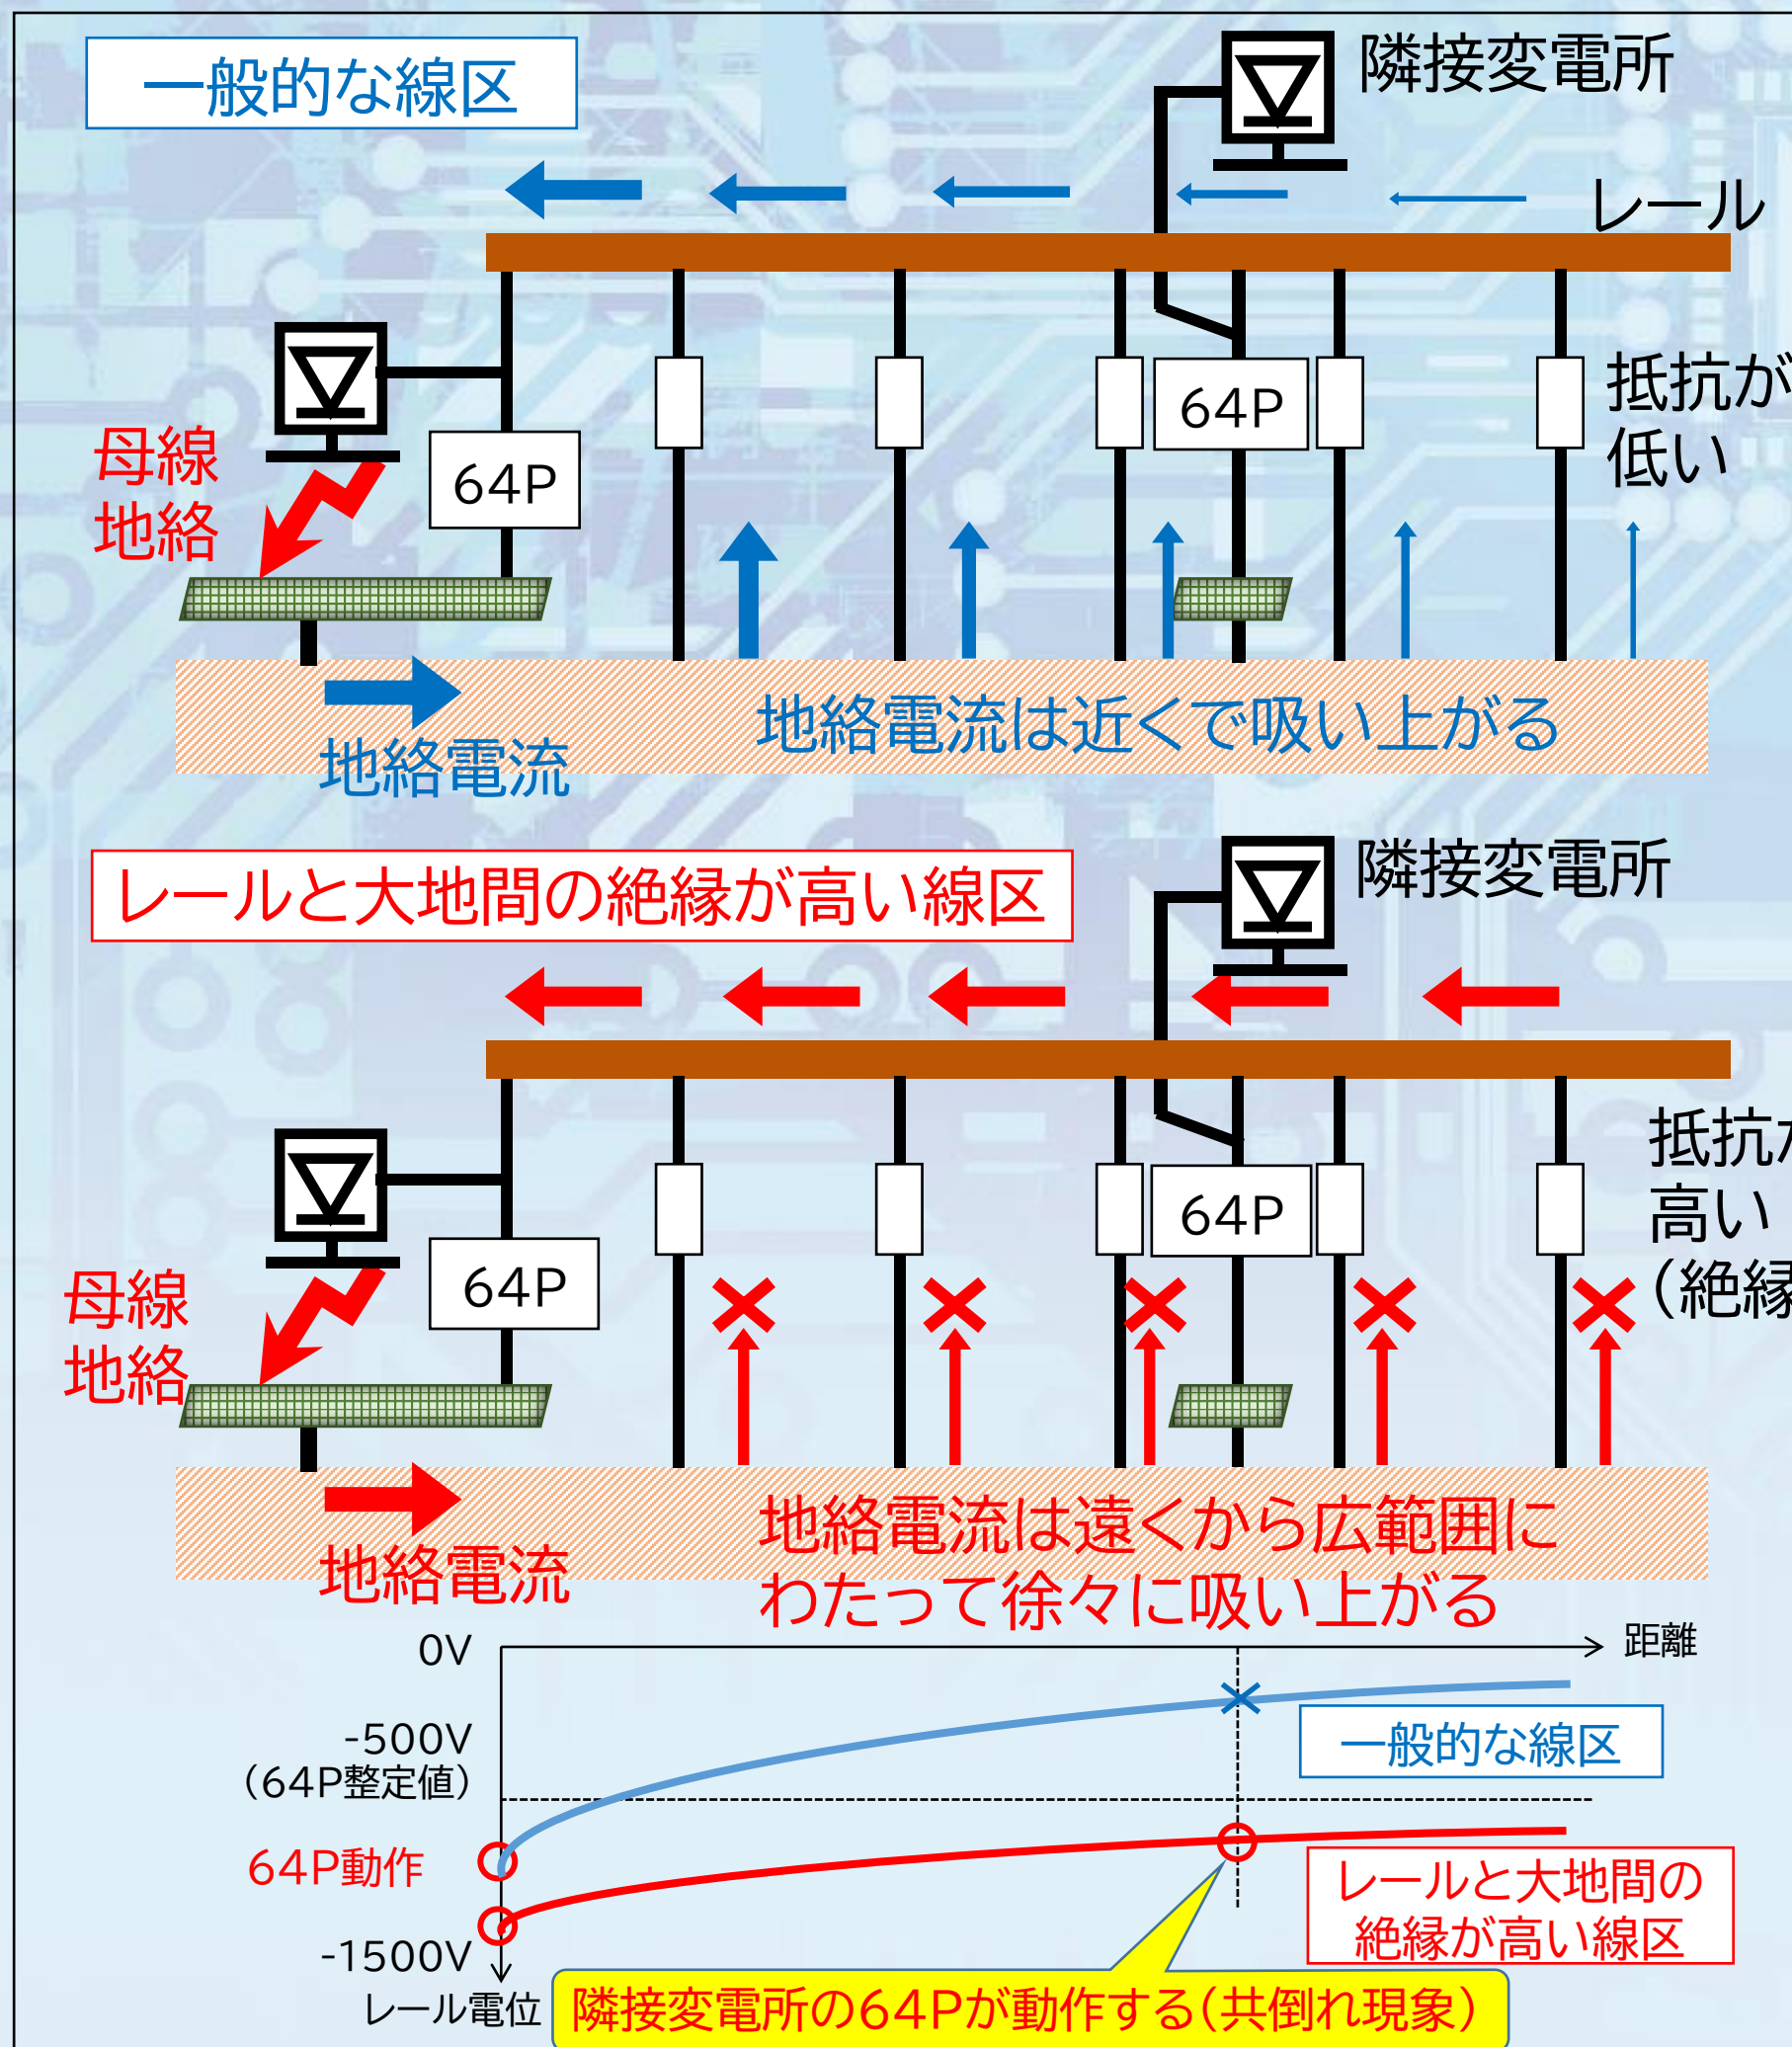 一般的な線区
隣接変電所
レール
抵抗が
低い
64P
64P
母線
地絡
地絡電流は近くで吸い上がる
地絡電流
レールと大地間の絶縁が高い線区
隣接変電所
抵抗
高い
（絶縁
64P
64P
母線
地絡
地絡電流は遠くから広範囲に
わたって徐々に吸い上がる
地絡電流
0V
距離
-500V
（64P整定値）
一般的な線区
64P動作
レールと大地間の
絶縁が高い線区
-1500V
レール電位
隣接変電所の64Pが動作する（共倒れ現象）